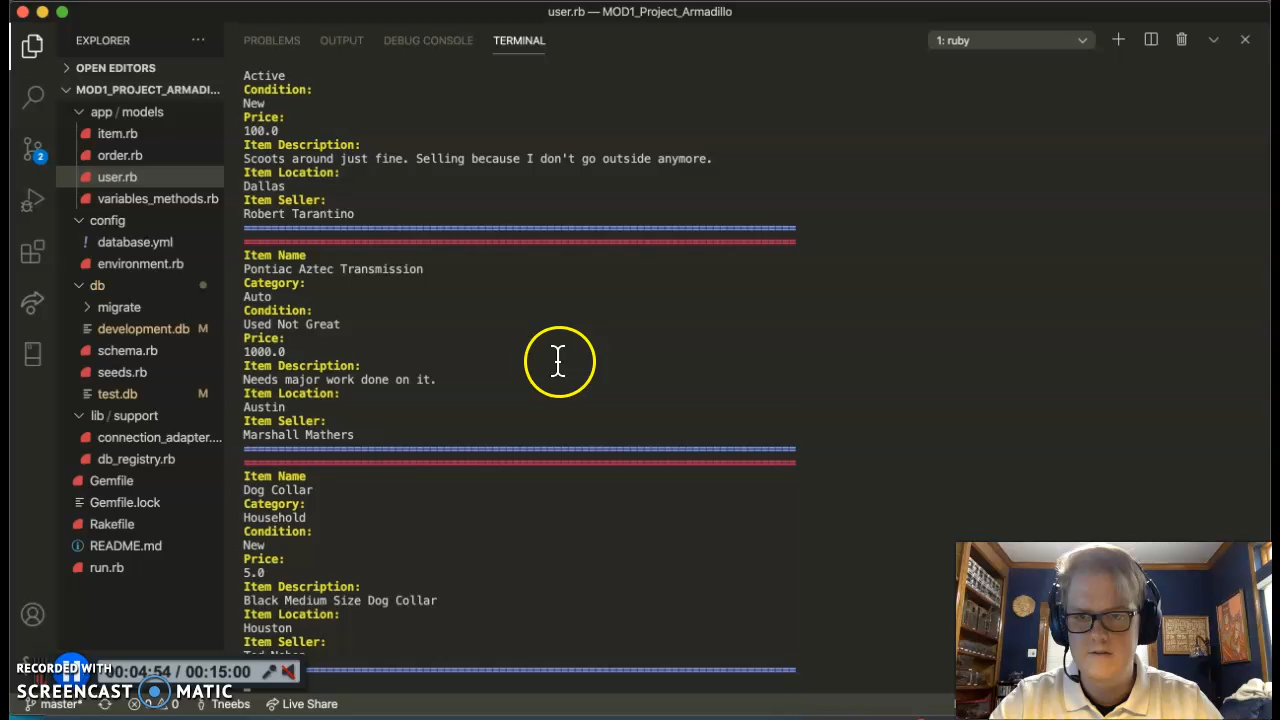 user.rb — MOD1_Project_Armadillo
EXPLORER
OPEN EDITORS
MOD1_PROJECT_ARMADI...
app / models
item.rb
order.rb
user.rb
variables_methods.rb
config
database.yml
environment.rb
db
migrate
development.db M
schema.rb
seeds.rb
test.db M
lib / support
connection_adapter....
db_registry.rb
Gemfile
Gemfile.lock
Rakefile
README.md
run.rb
2
PROBLEMS OUTPUT DEBUG CONSOLE TERMINAL 1: ruby
Active
Condition:
New
Price:
100.0
Item Description:
Scoots around just fine. Selling because I don't go outside anymore.
Item Location:
Dallas
Item Seller:
Robert Tarantino
Item Name
Pontiac Aztec Transmission
Category:
Auto
Condition:
Used Not Great
Price:
1000.0
Item Description:
Needs major work done on it.
Item Location:
Austin
Item Seller:
Marshall Mathers
Item Name
Dog Collar
Category:
Household
Condition:
New
Price:
5.0
Item Description:
Black Medium Size Dog Collar
Item Location:
Houston
Item Seller:
RECORDED WITH
SCREENCAST MATIC
00:04:54 / 00:15:00
master* 0 Tneebs Live Share